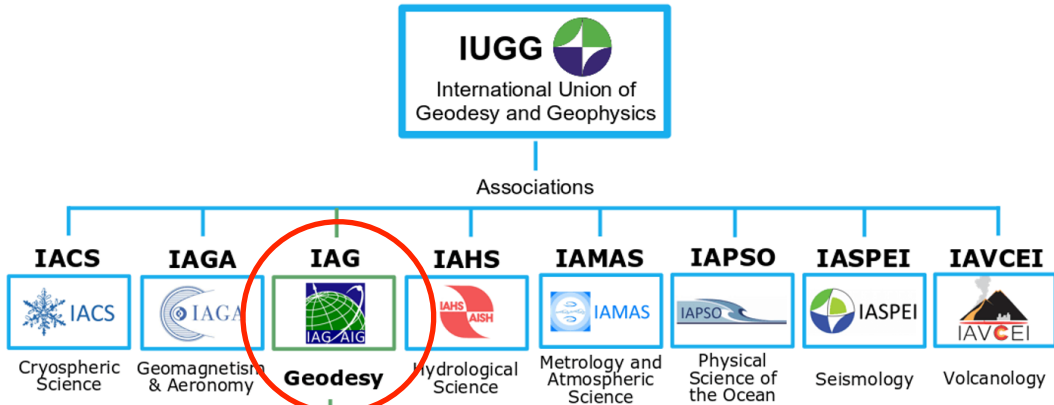 IUGG
International Union of
Geodesy and Geophysics
Associations
IACS
IAGA
IAG
IAHS
IAMAS
IAPSO
IASPEI
IAVCEI
IACS
IAGA
IAG AIG
IAHS
AISH
IAMAS
IAPSO
IASPEI
IAVCEI
Cryospheric
Science
Geomagnetism
& Aeronomy
Geodesy
Hydrological
Science
Metrology and
Atmospheric
Science
Physical
Science of
the Ocean
Seismology
Volcanology